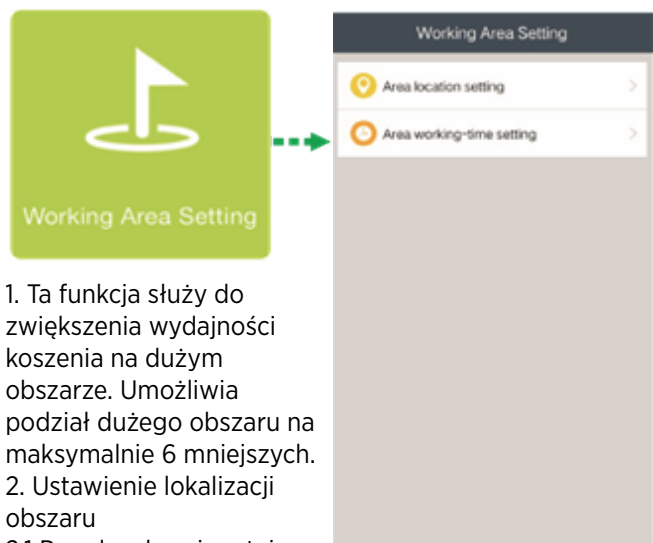 Working Area Setting
Working Area Setting
Area location setting
Area working-time setting
1. Ta funkcja służy do
zwiększenia wydajności
koszenia na dużym
obszarze. Umożliwia
podział dużego obszaru na
maksymalnie 6 mniejszych.
2. Ustawienie lokalizacji
obszaru